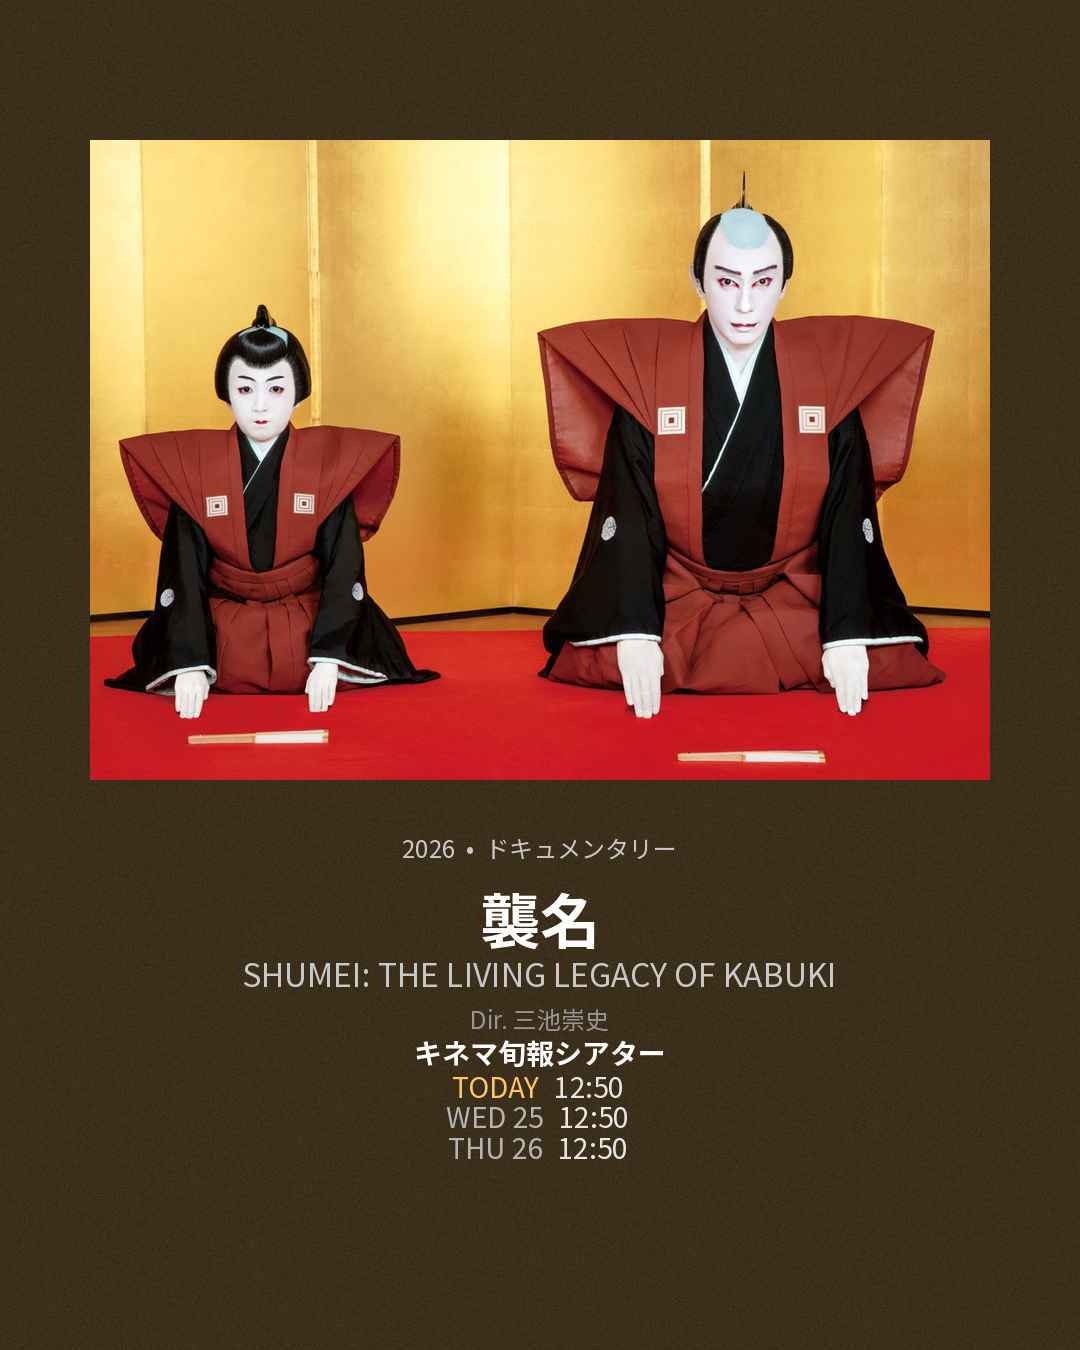 2026 • ドキュメンタリー
襲名
SHUMEI: THE LIVING LEGACY OF KABUKI
Dir. 三池崇史
キネマ旬報シアター
TODAY 12:50
WED 25 12:50
THU 26 12:50